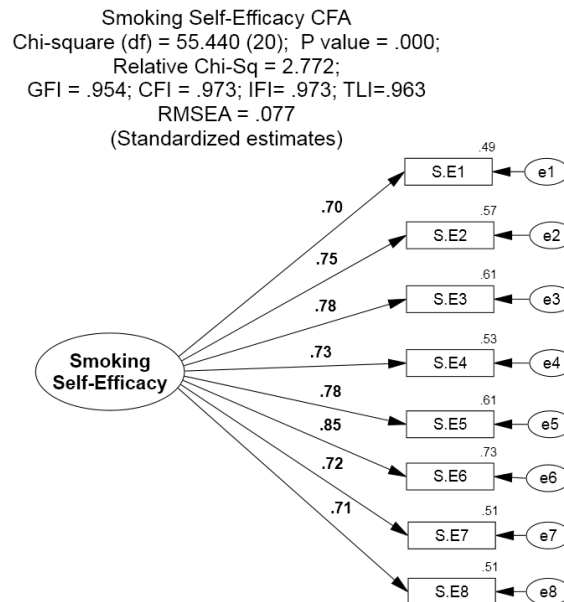 Smoking Self-Efficacy CFA
Chi-square (df) = 55.440 (20); P value = .000;
Relative Chi-Sq = 2.772;
GFI = .954; CFI = .973; IFI= .973; TLI=.963
RMSEA = .077
(Standardized estimates)
.49
S.E1
e1
.70
.57
S.E2
e2
.75
.61
S.E3
e3
.78
.53
S.E4
e4
.73
Smoking
Self-Efficacy
.61
S.E5
e5
.78
.73
S.E6
e6
.85
.51
S.E7
e7
.72
.51
S.E8
e8
.71